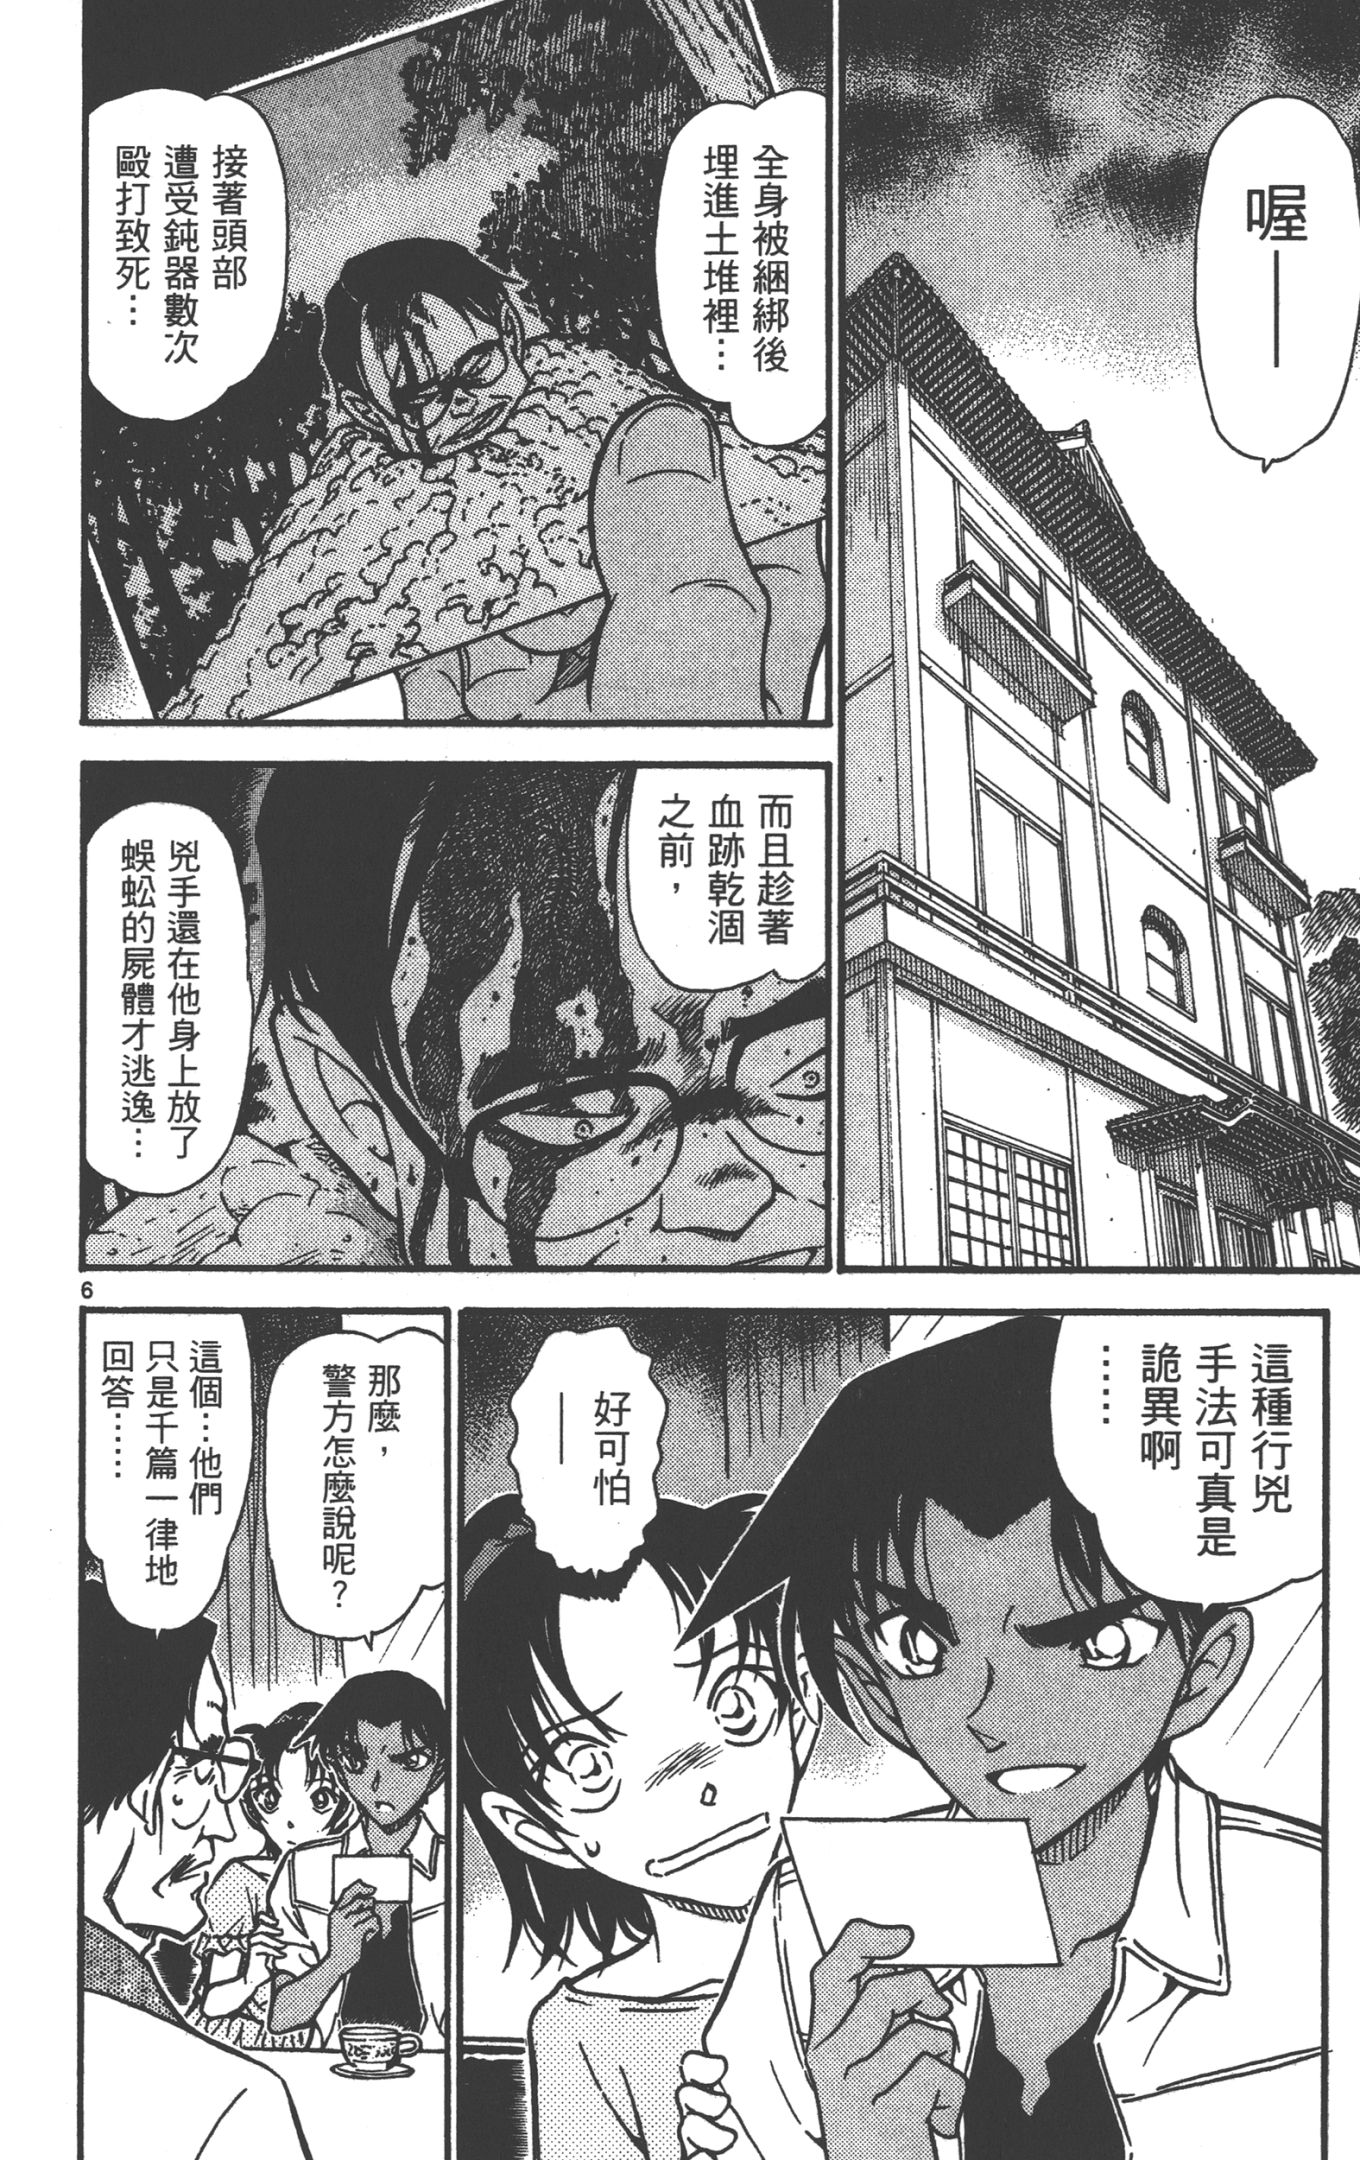 喔──
全身被綑綁後
埋進土堆裡…
接著頭部
遭受鈍器數次
毆打致死…
而且趁著
血跡乾涸
之前，
兇手還在他身上放了
蜈蚣的屍體才逃逸…
6
這種行兇
手法可真是
詭異啊
……
好可怕
──
那麼，
警方怎麼說呢？
這個…他們
只是千篇一律地
回答……